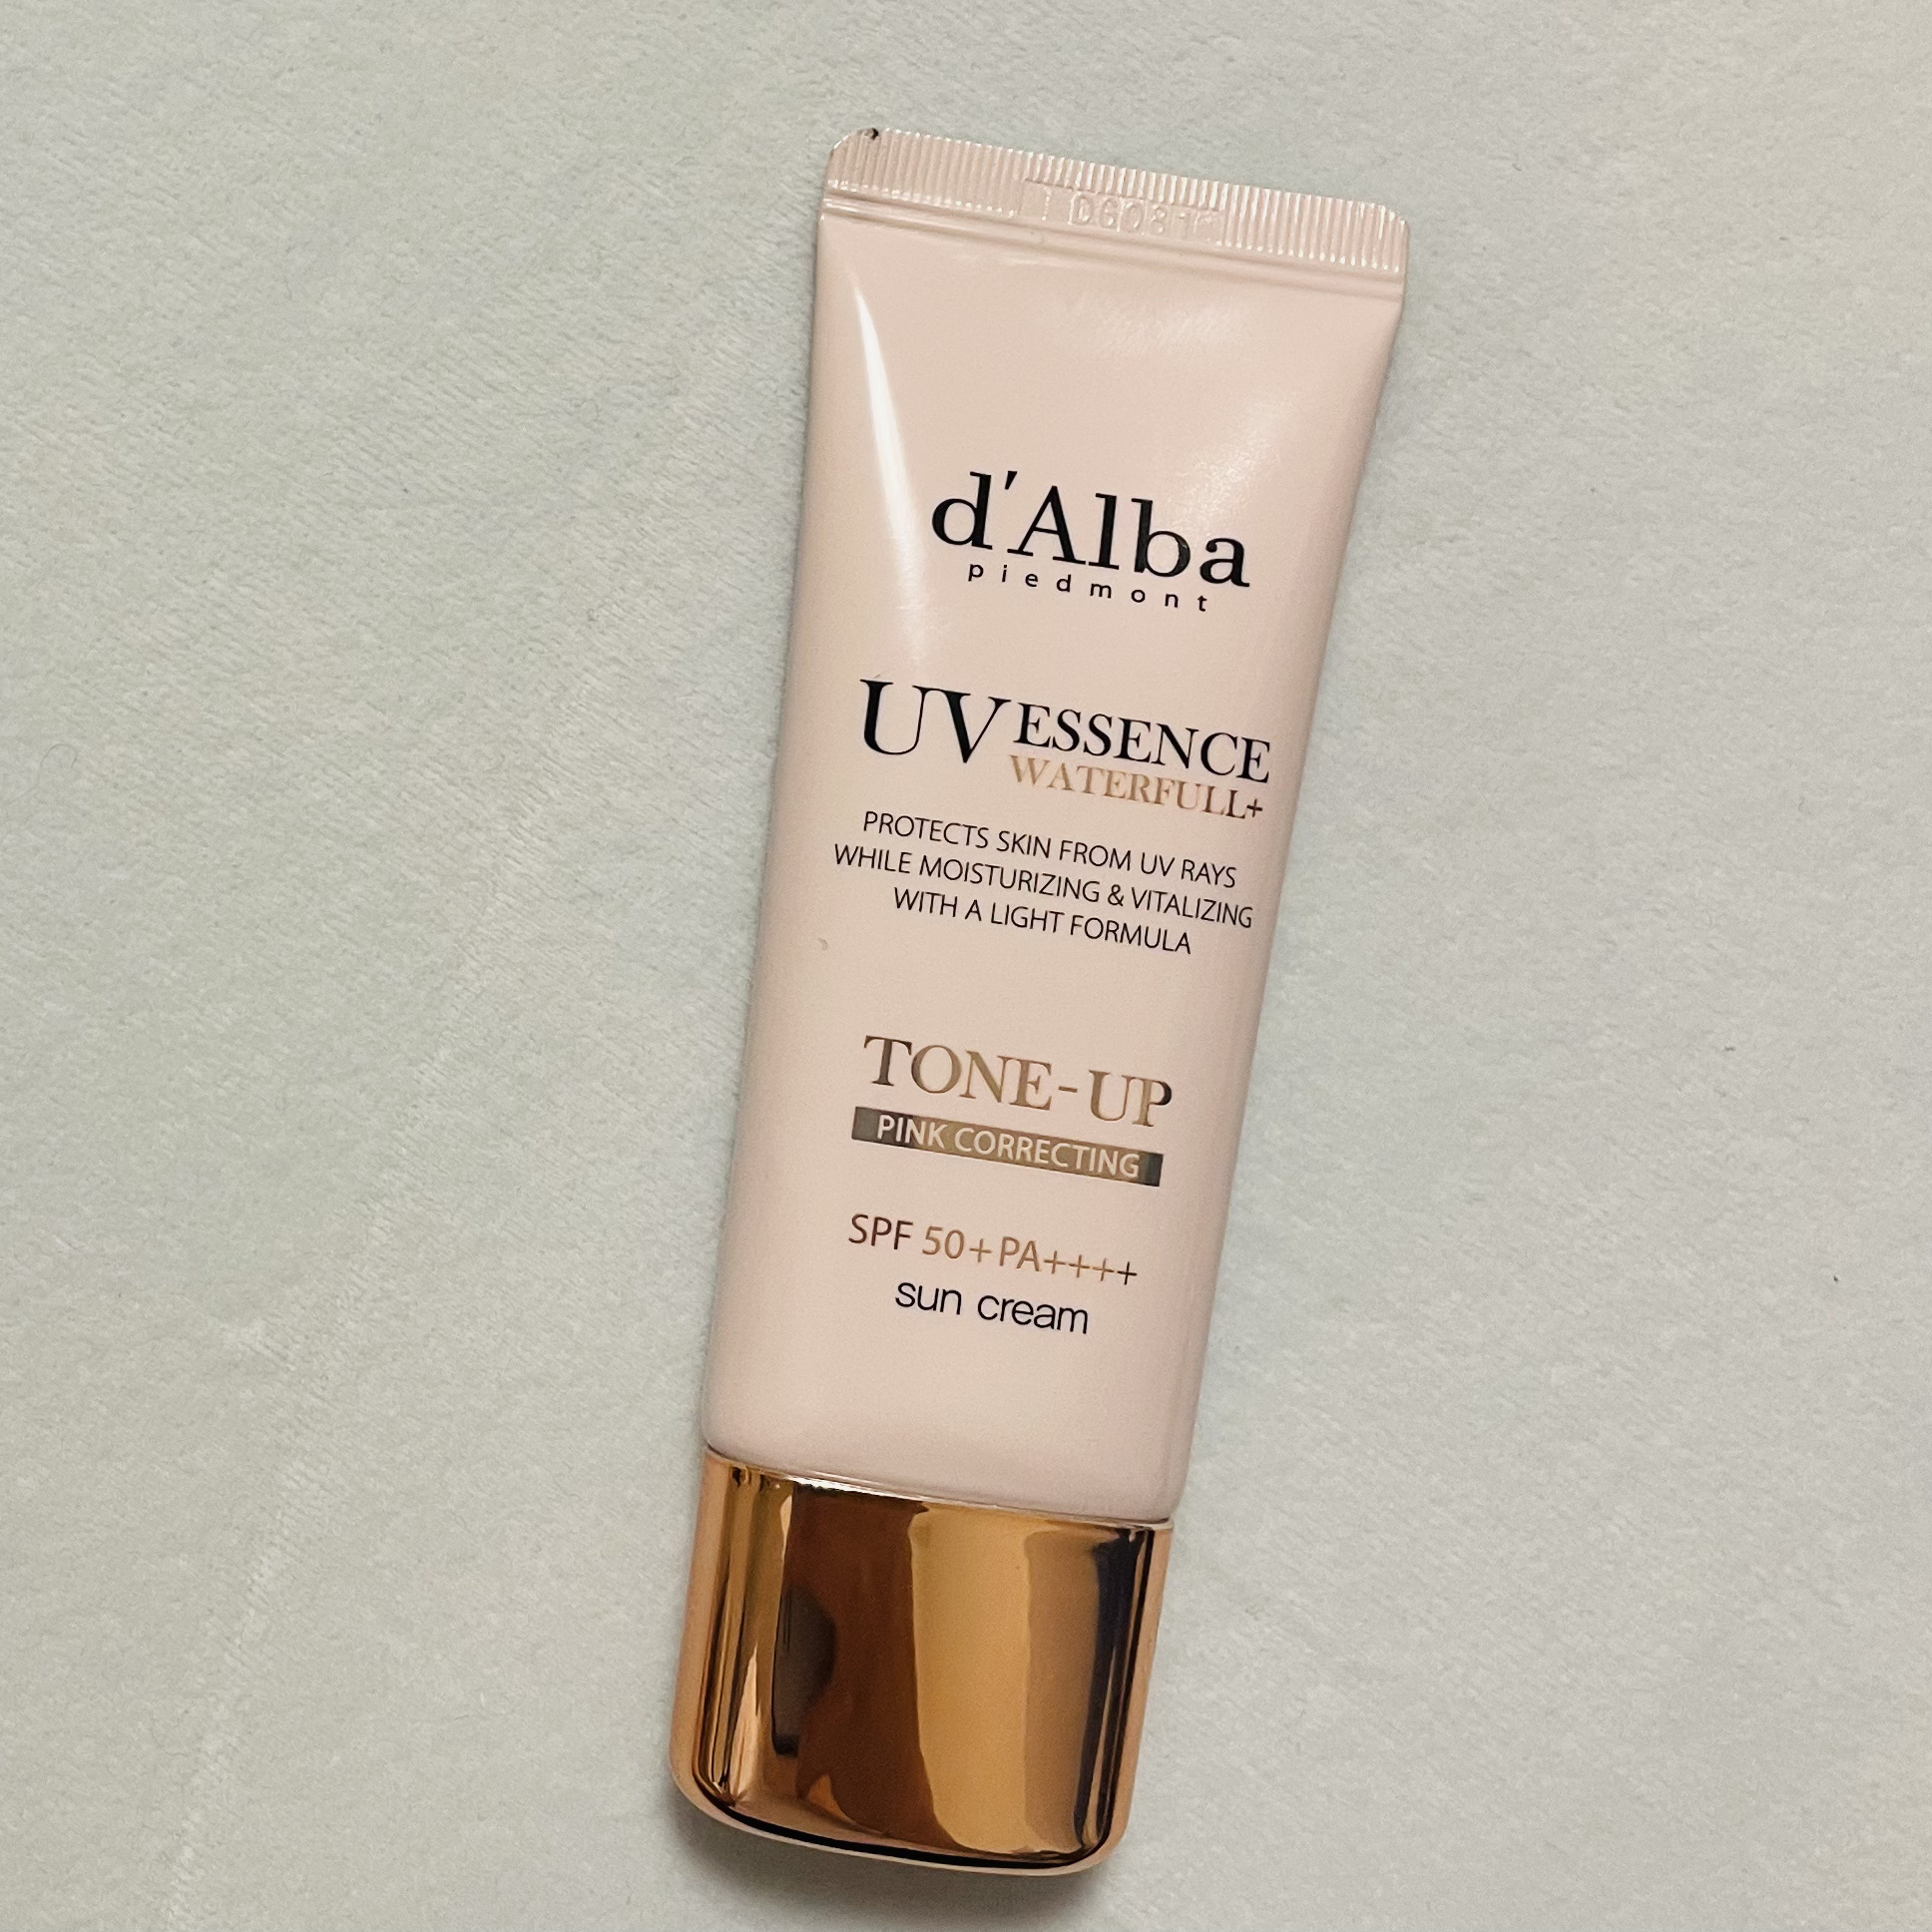 d'Alba
piedmont
UV ESSENCE
WATERFULL+
PROTECTS SKIN FROM UV RAYS
WHILE MOISTURIZING & VITALIZING
WITH A LIGHT FORMULA
TONE-UP
PINK CORRECTING
SPF 50+ PA++++
sun cream